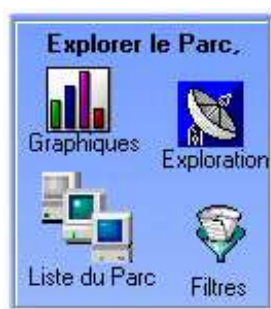 Explorer le Parc,
Graphiques
Exploration
Liste du Parc
Filtres